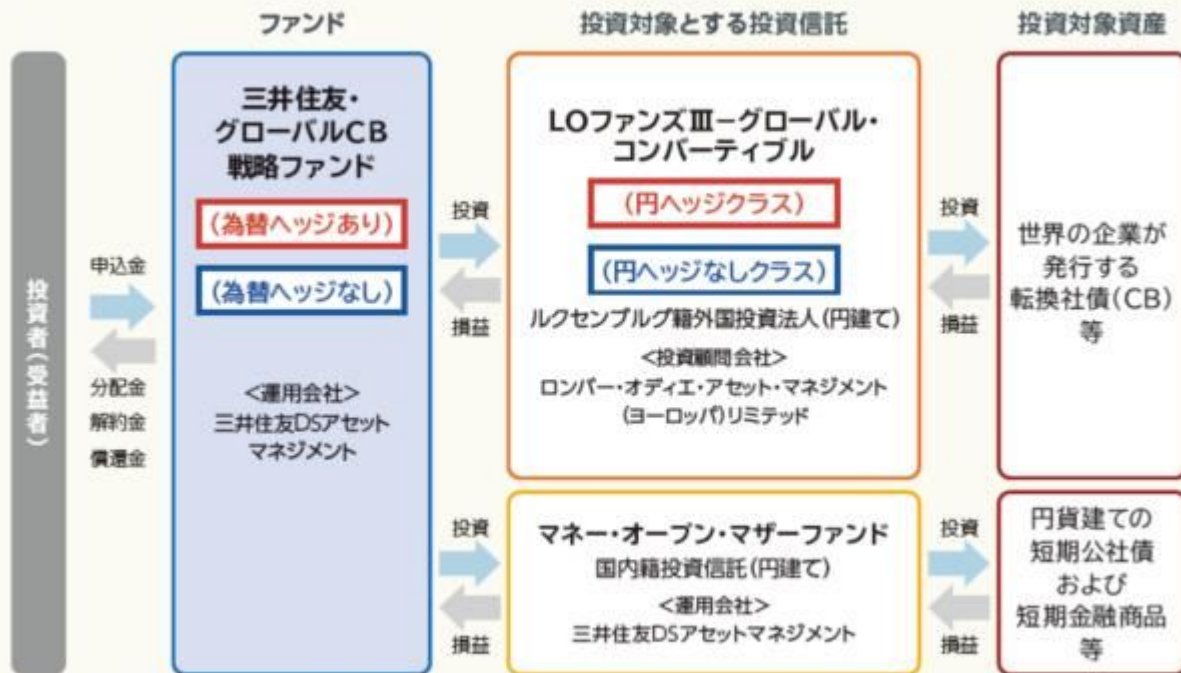 ファンド
投資対象とする投資信託
投資対象資産
投資者(受益者)
申込金
分配金
解約金
償還金
三井住友・
グローバルCB
戦略ファンド
(為替ヘッジあり)
(為替ヘッジなし)
<運用会社>
三井住友DSアセット
マネジメント
投資
損益
LOファンズⅢ−グローバル・
コンバーティブル
(円ヘッジクラス)
(円ヘッジなしクラス)
ルクセンブルグ籍外国投資法人(円建て)
<投資顧問会社>
ロンバー・オディエ・アセット・マネジメント
(ヨーロッパ)リミテッド
投資
損益
世界の企業が
発行する
転換社債(CB)
等
投資
損益
マネー・オープン・マザーファンド
国内籍投資信託(円建て)
<運用会社>
三井住友DSアセットマネジメント
投資
損益
円貨建ての
短期公社債
および
短期金融商品
等